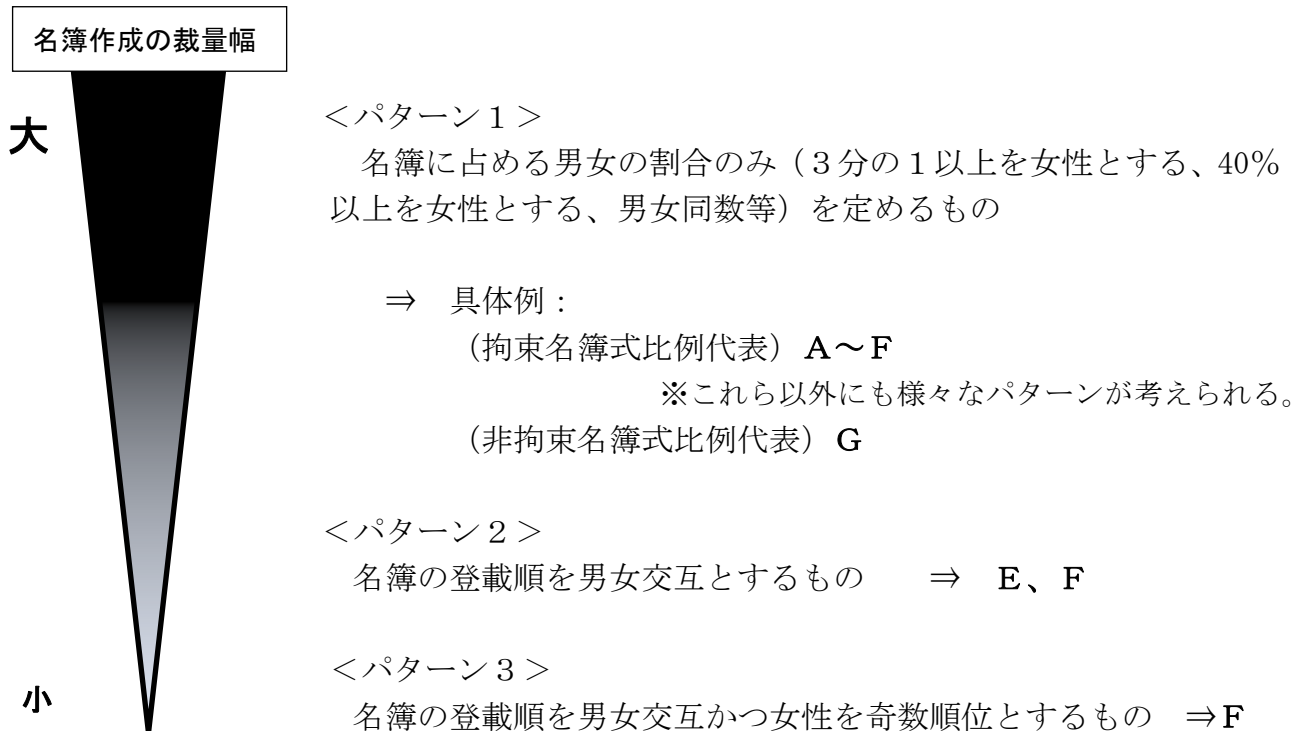 名簿作成の裁量幅
大
＜パターン１＞
名簿に占める男女の割合のみ（３分の１以上を女性とする、40％
以上を女性とする、男女同数等）を定めるもの
⇒　具体例：
（拘束名簿式比例代表）Ａ～Ｆ
※これら以外にも様々なパターンが考えられる。
（非拘束名簿式比例代表）Ｇ
＜パターン２＞
名簿の登載順を男女交互とするもの　⇒　Ｅ、Ｆ
＜パターン３＞
小
名簿の登載順を男女交互かつ女性を奇数順位とするもの　⇒Ｆ